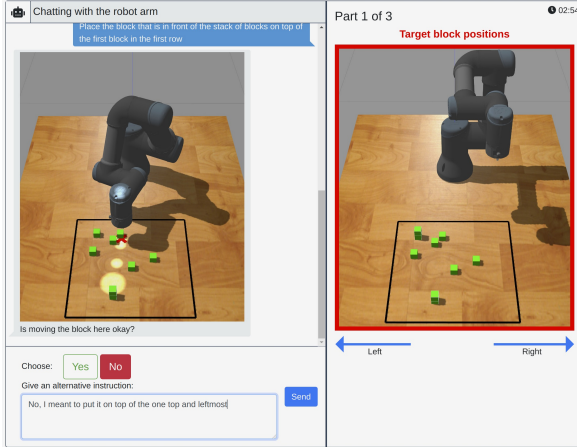 Chatting with the robot arm
Place the block that is in front of the stack of blocks on top of
the first block in the first row
Is moving the block here okay?
Choose:
Yes
No
Give an alternative instruction:
No, I meant to put it on top of the one top and leftmost
Send
Part 1 of 3
02:54
Target block positions
Left
Right